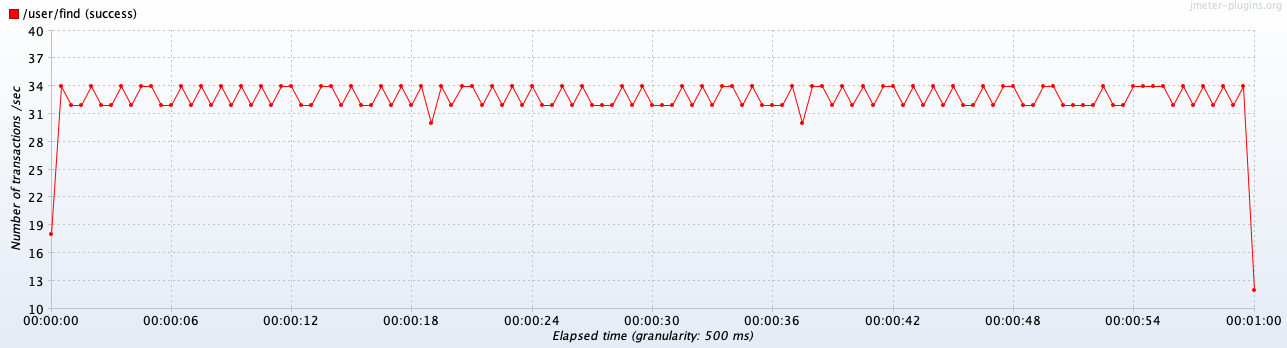 /user/find (success)
jmeter-plugins.org
Number of transactions /sec
40
37
34
31
28
25
22
19
16
13
10
00:00:00 00:00:06 00:00:12 00:00:18 00:00:24 00:00:30 00:00:36 00:00:42 00:00:48 00:00:54 00:01:00
Elapsed time (granularity: 500 ms)